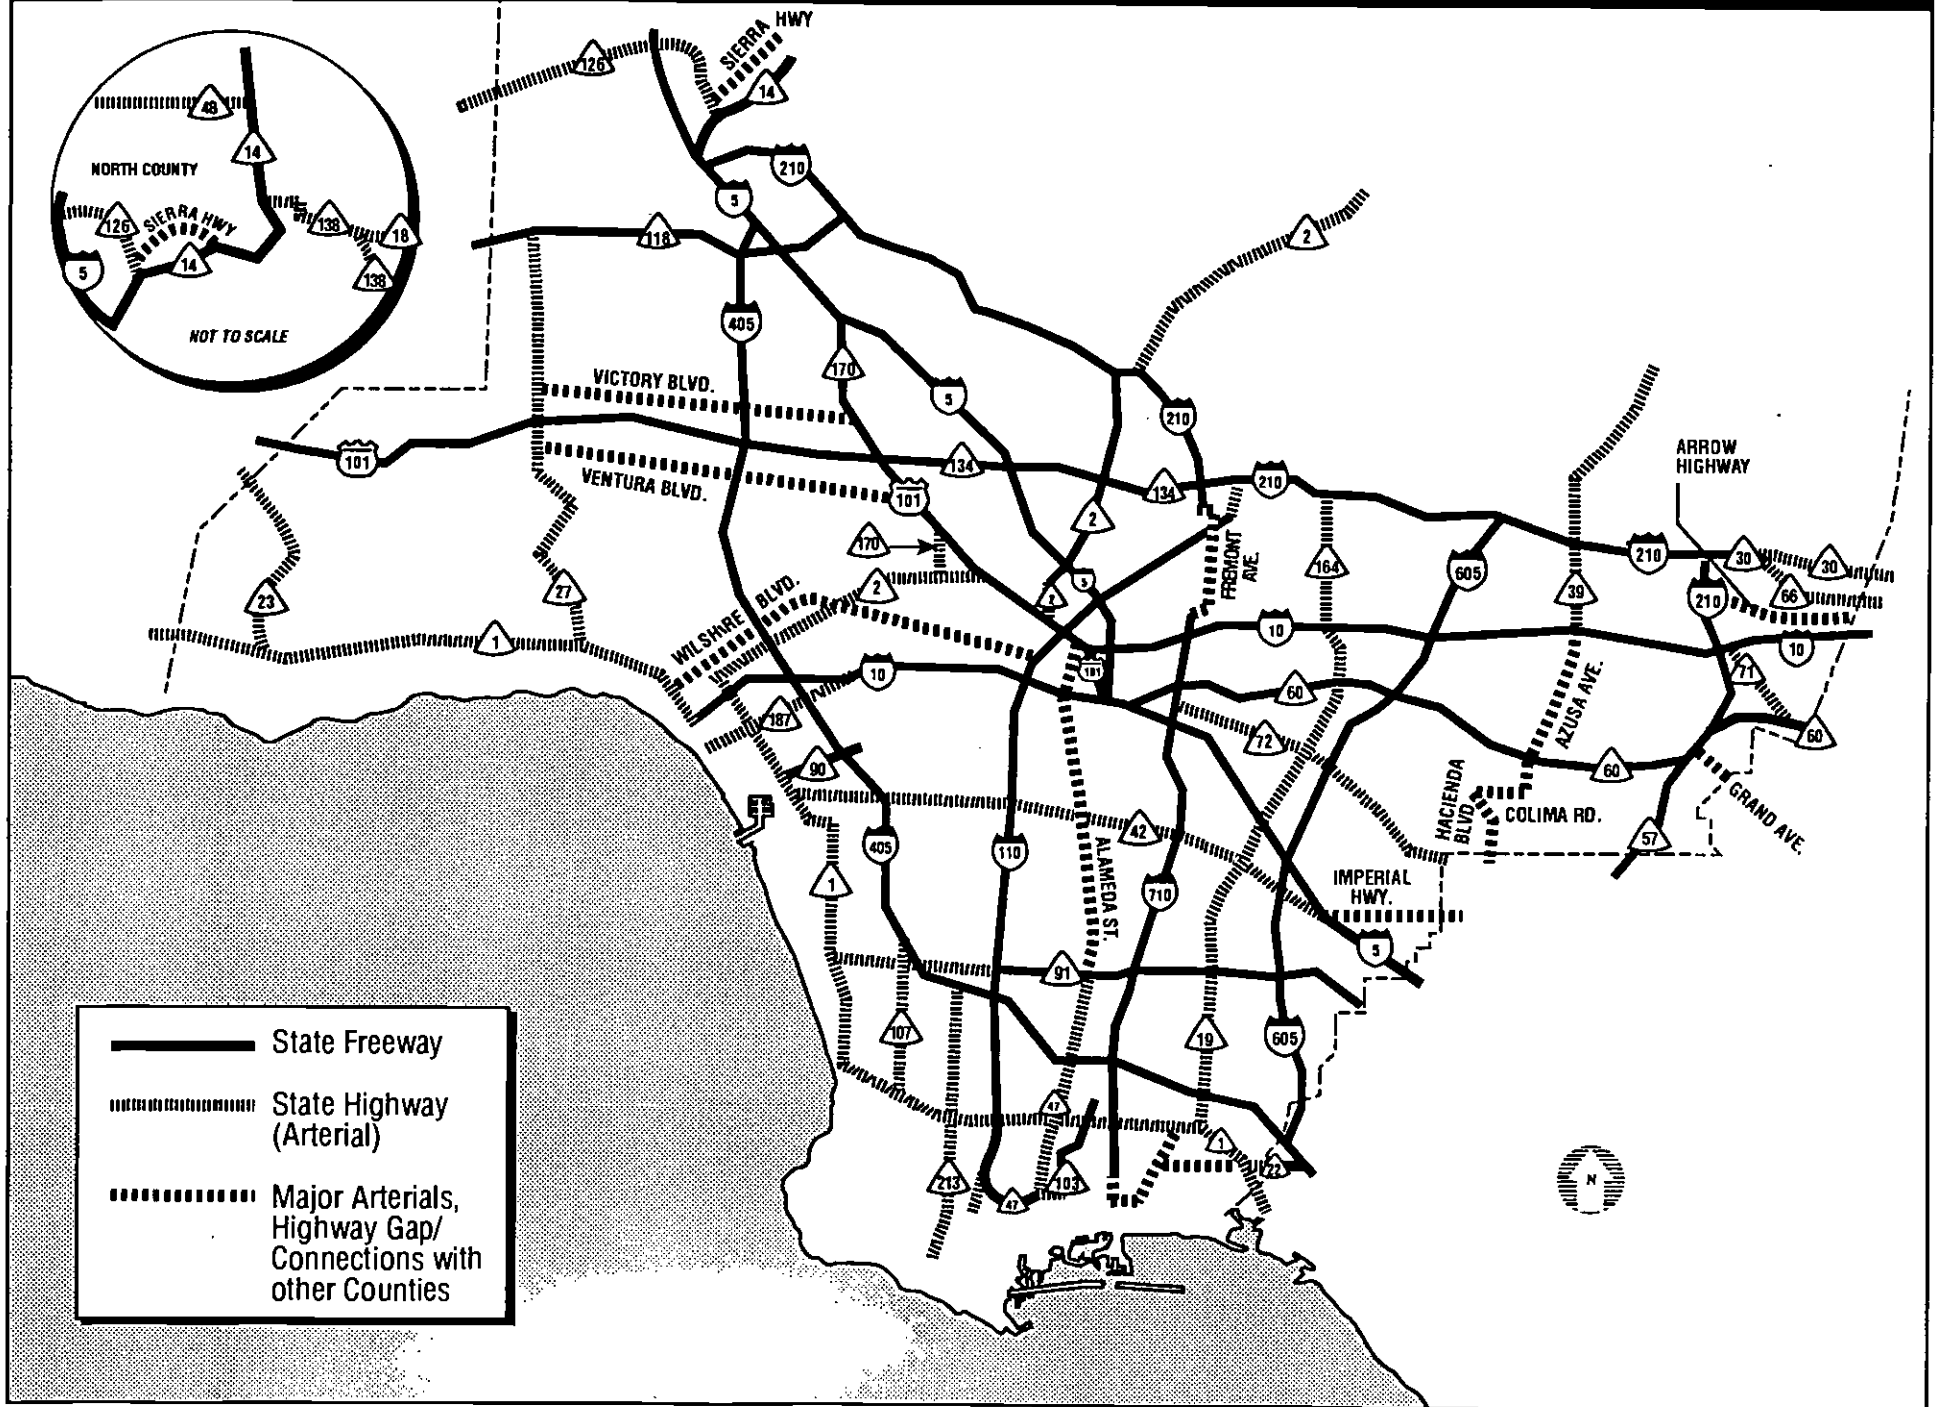 SIERRA HWY
126
14
48
14
NORTH COUNTY
126
SIERRA HWY
138
18
5
14
138
NOT TO SCALE
210
5
118
2
405
170
VICTORY BLVD.
5
210
101
134
VENTURA BLVD.
101
134
210
ARROW
HIGHWAY
2
170
FREMONT
AVE.
164
605
210
30
30
5
2
2
23
27
WILSHIRE BLVD.
39
210
66
1
10
10
101
10
60
71
187
72
AZUSA AVE.
60
90
60
HACIENDA
BLVD
COLIMA RD.
GRAND AVE.
42
57
405
110
ALAMEDA ST.
1
710
IMPERIAL
HWY.
5
91
107
19
605
State Freeway
State Highway
(Arterial)
Major Arterials,
Highway Gap/
Connections with
other Counties
47
1
22
213
103
47
N